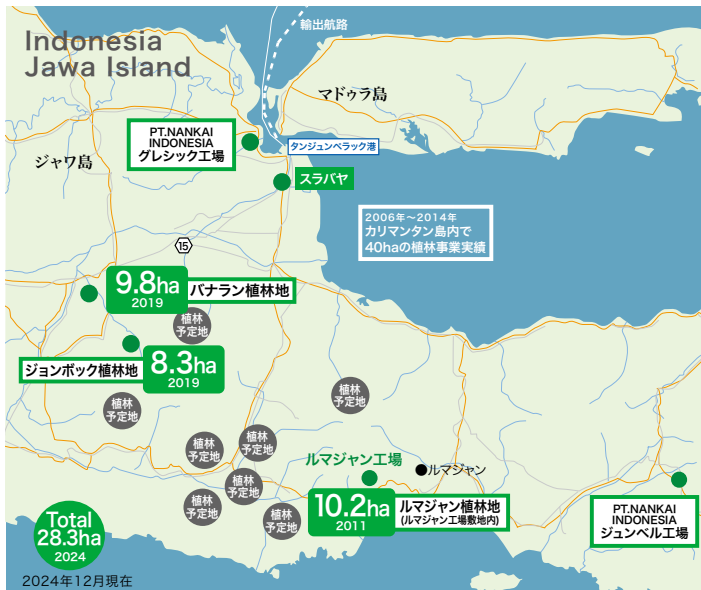 Indonesia
Jawa Island
輸出航路
マドゥラ島
PT.NANKAI
INDONESIA
グレシック工場
タンジュンペラック港
ジャワ島
スラバヤ
2006年～2014年
カリマンタン島内で
40haの植林事業実績
15
9.8ha
2019
バナラン植林地
植林
予定地
ジョンボック植林地
8.3ha
2019
植林
予定地
植林
予定地
植林
予定地
植林
予定地
植林
予定地
植林
予定地
植林
予定地
ルマジャン工場
ルマジャン
10.2ha
2011
ルマジャン植林地
(ルマジャン工場敷地内)
PT.NANKAI
INDONESIA
ジュンベル工場
Total
28.3ha
2024
2024年12月現在